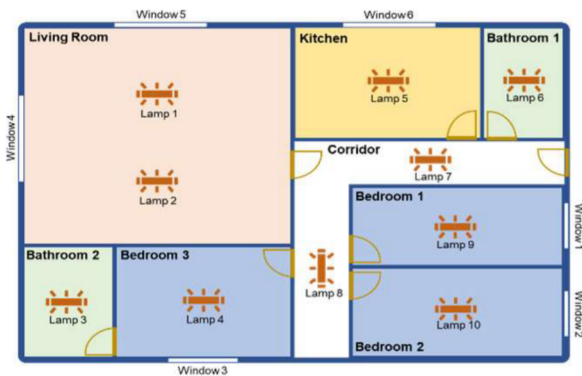 Window 5
Window 6
Living Room
Kitchen
Bathroom 1
Lamp 1
Lamp 5
Lamp 6
Window 4
Corridor
Lamp 7
Lamp 2
Bedroom 1
Lamp 9
Window 1
Bathroom 2
Bedroom 3
Lamp 3
Lamp 4
Lamp 8
Lamp 10
Window 2
Bedroom 2
Window 3